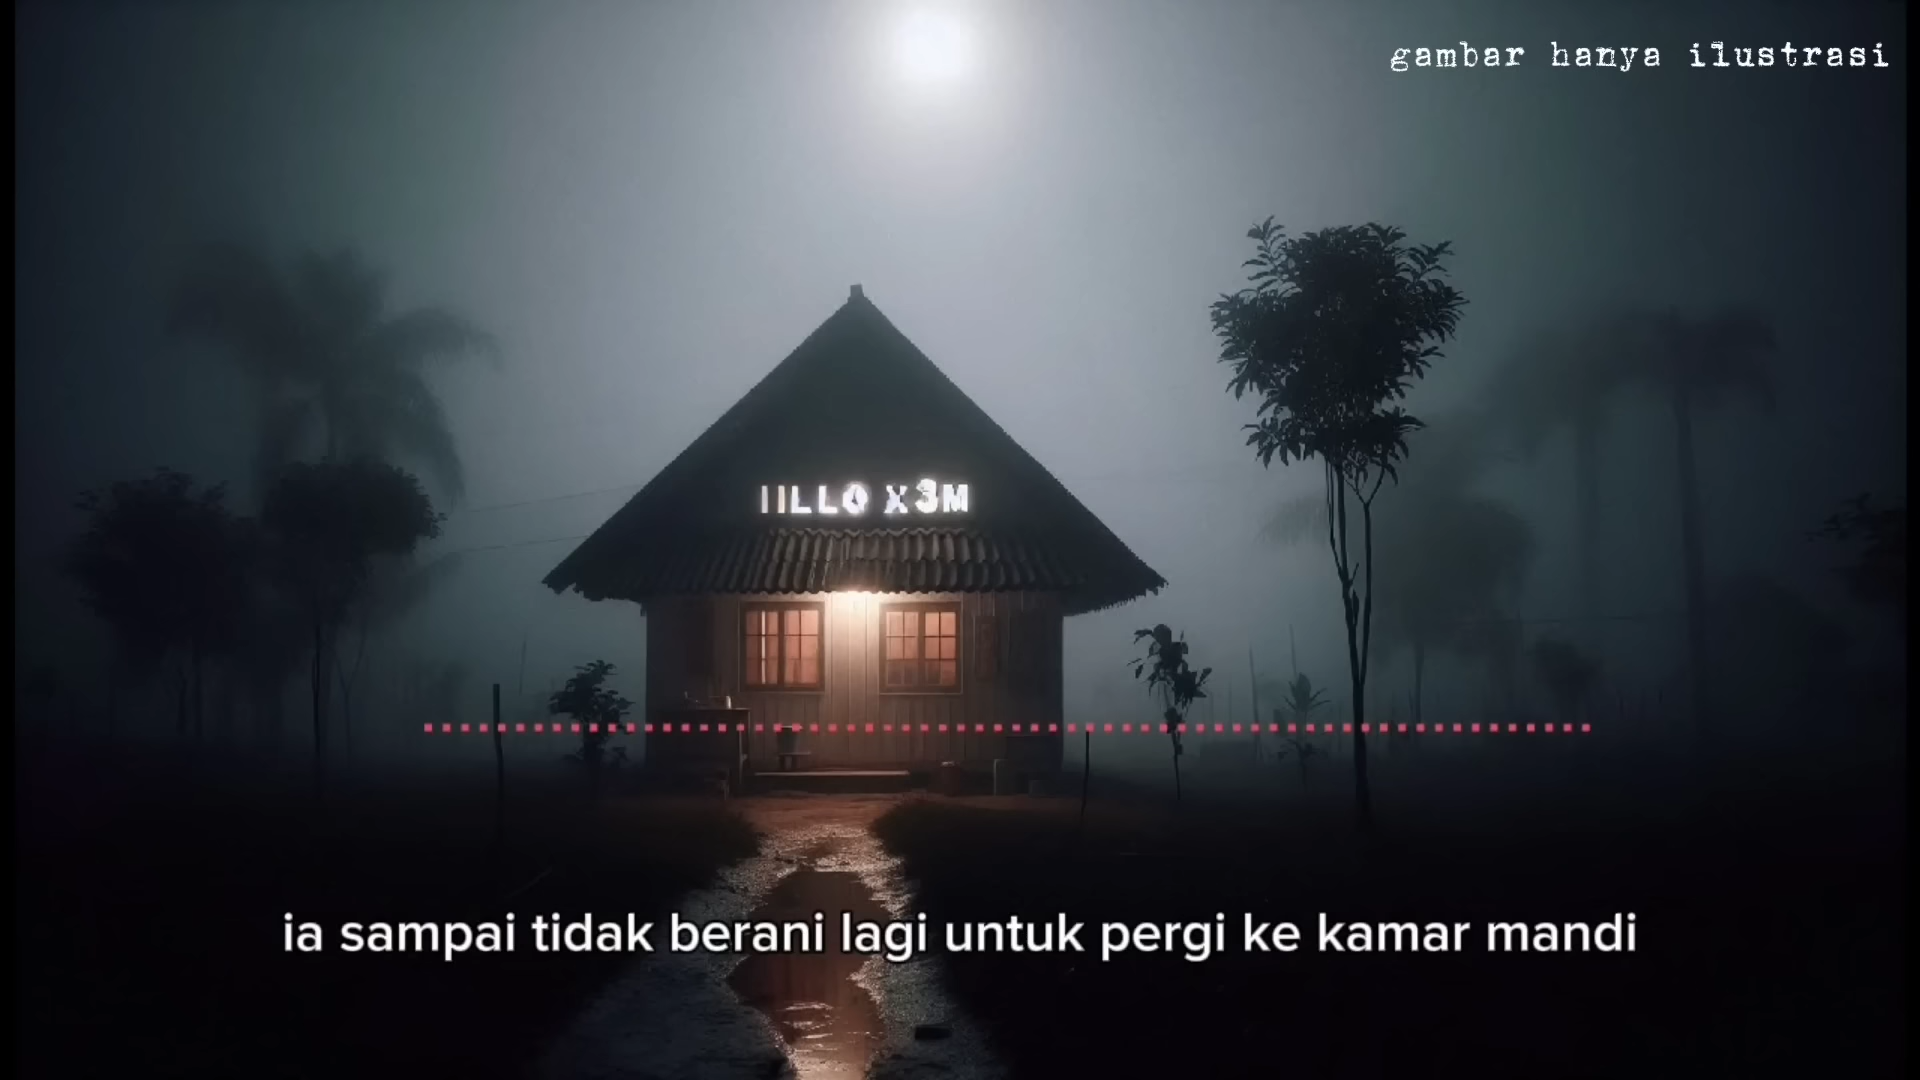 gambar hanya ilustrasi
IILLO X3M
ia sampai tidak berani lagi untuk pergi ke kamar mandi